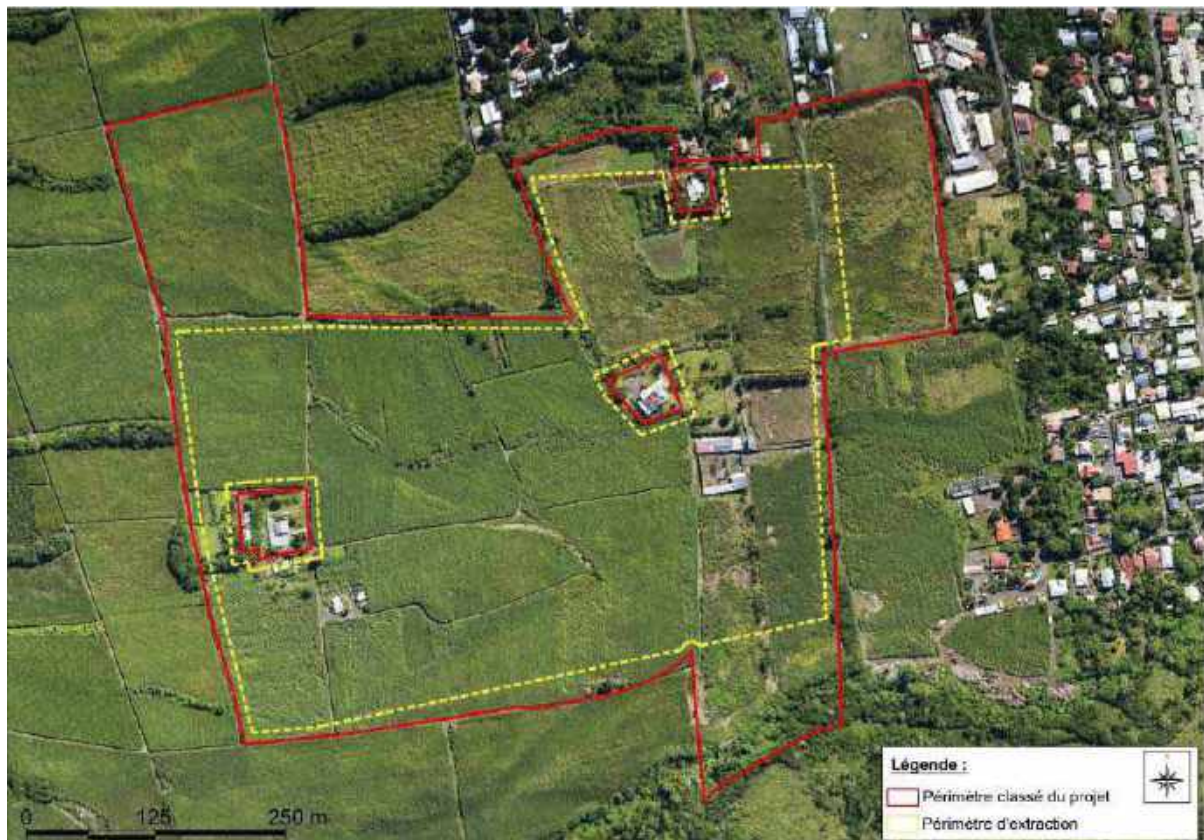 Légende :
Périmètre classé du projet
Périmètre d'extraction
0 125 250 m